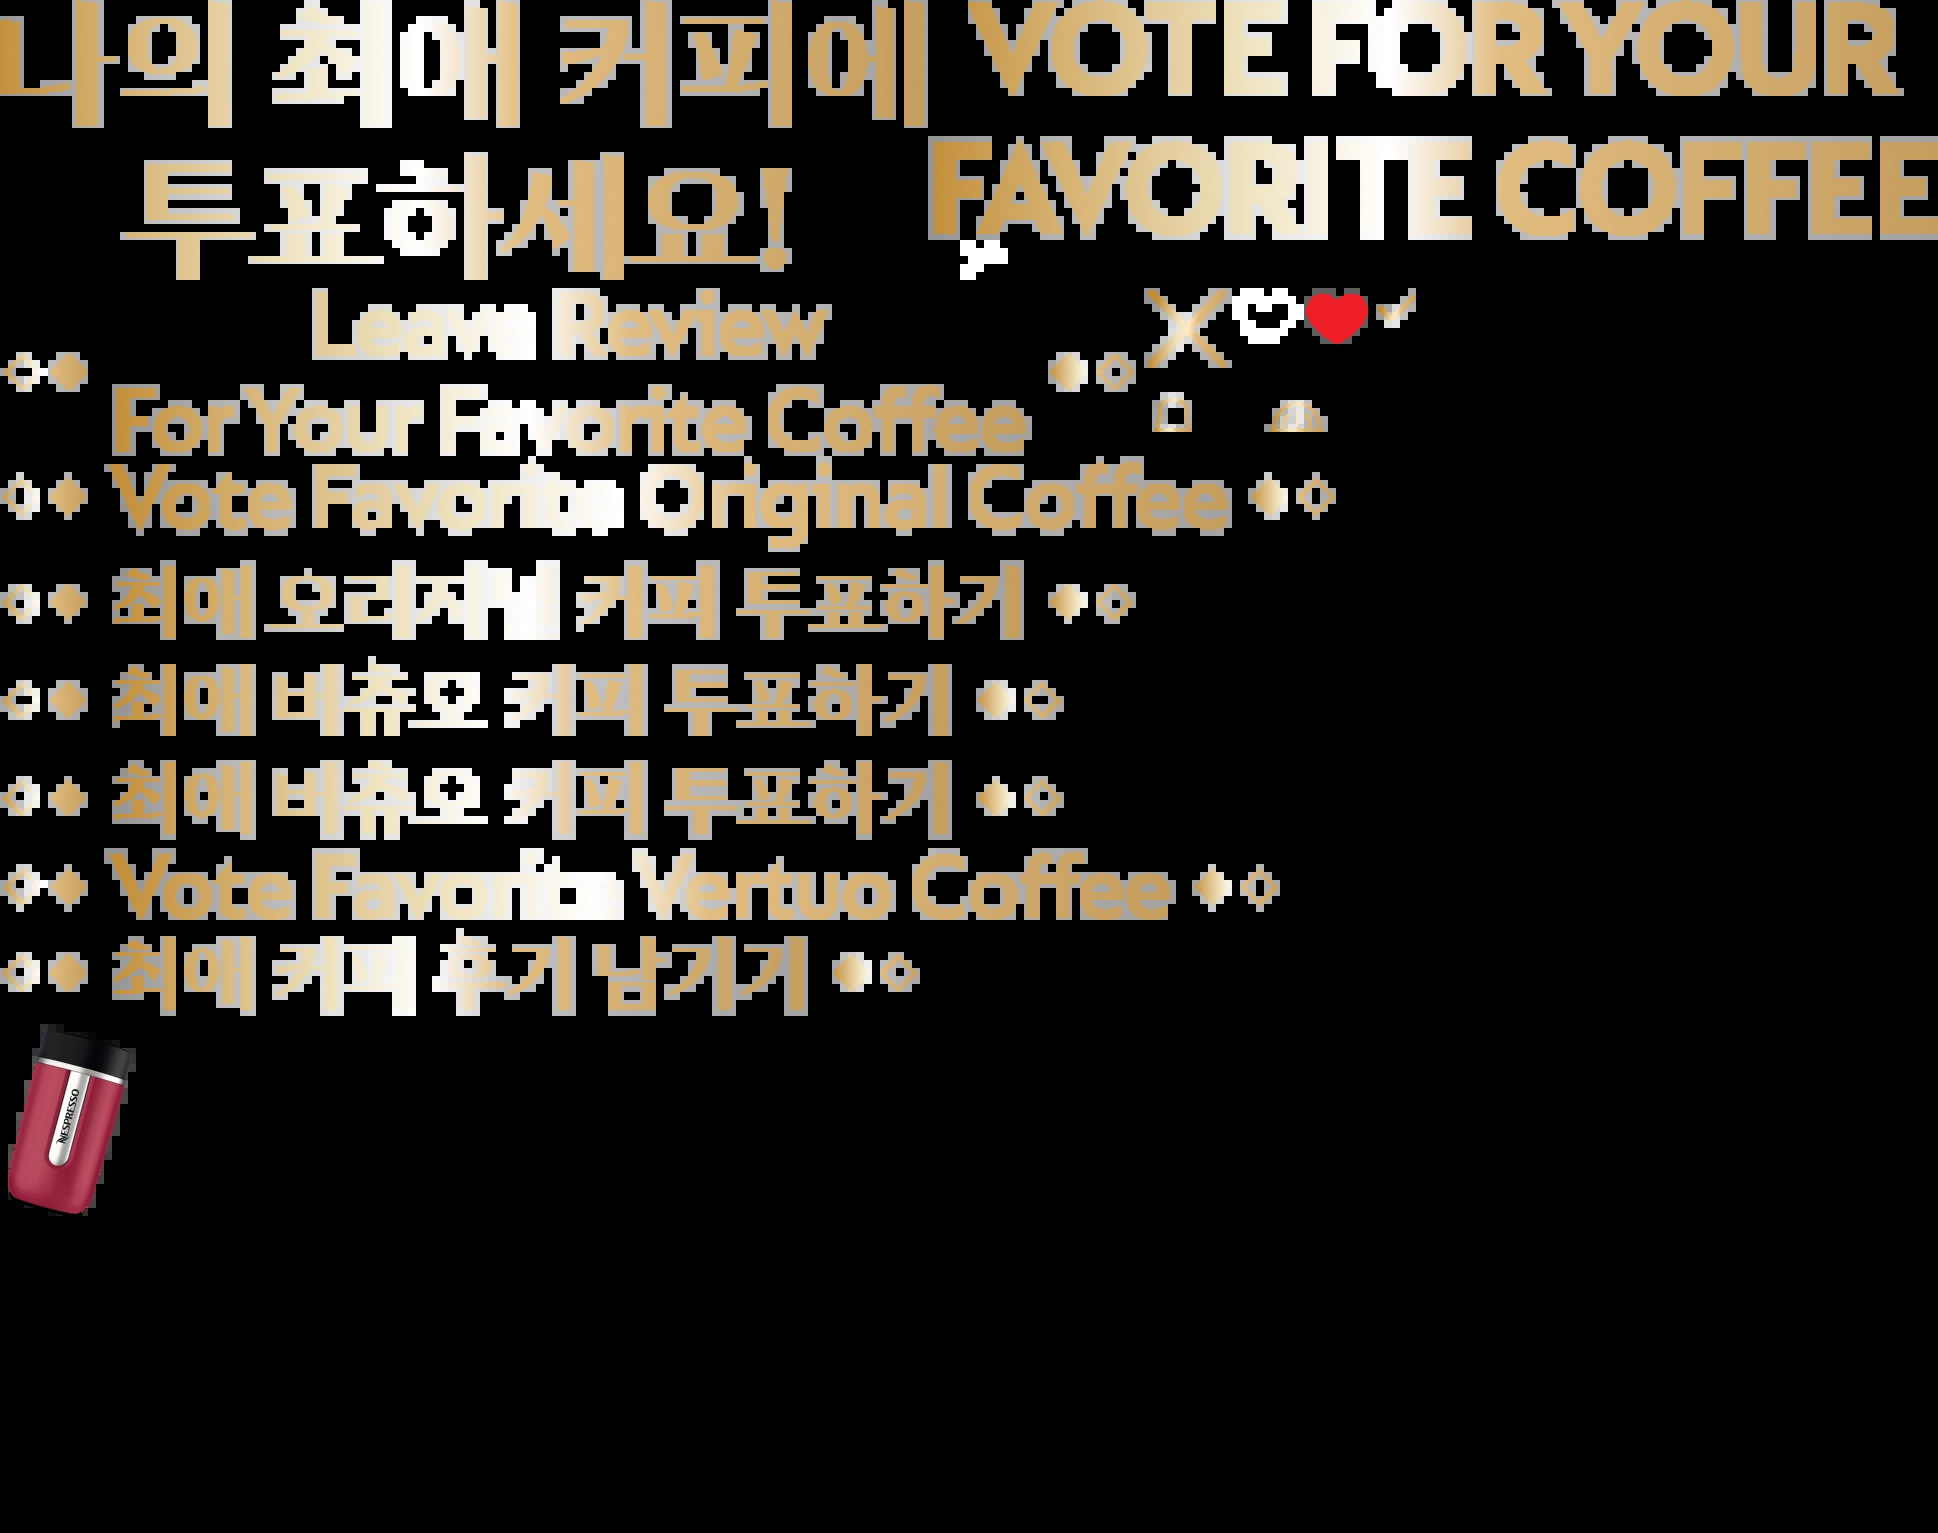 나의 최애 커피에
투표하세요!
VOTE FOR YOUR
FAVORITE COFFEE
Leave Review
For Your Favorite Coffee
Vote Favorite Original Coffee
최애 오리지널 커피 투표하기
최애 버츄오 커피 투표하기
최애 버츄오 커피 투표하기
Vote Favorite Vertuo Coffee
최애 커피 후기 남기기
NESPRESSO